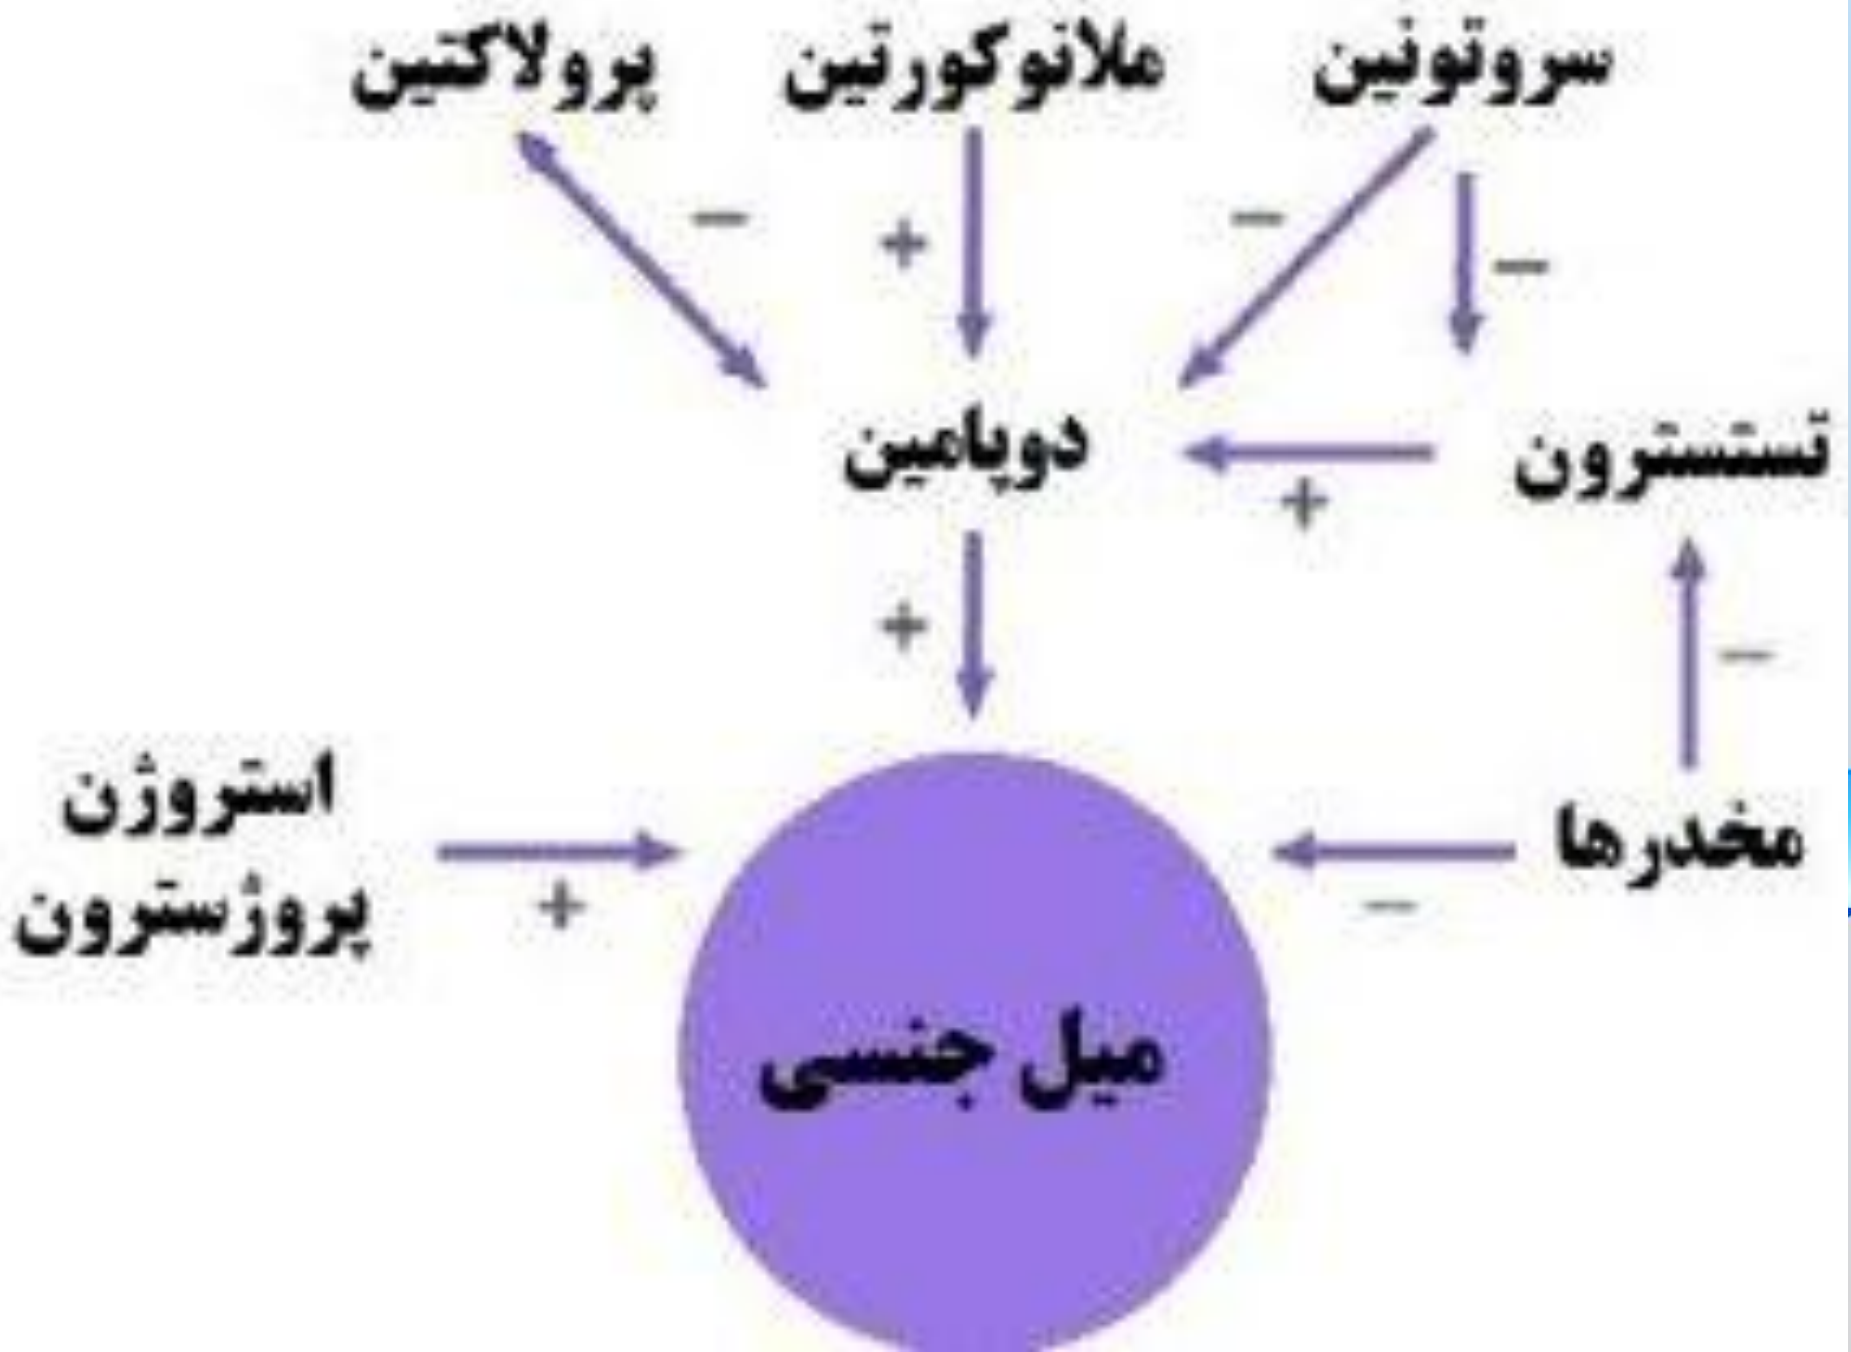 سروتونین
ملانوکورتین
پرولاکتین
−
+
−
−
تستسترون
دوپامین
+
+
−
مخدرها
استروژن
پروژسترون
−
+
میل جنسی